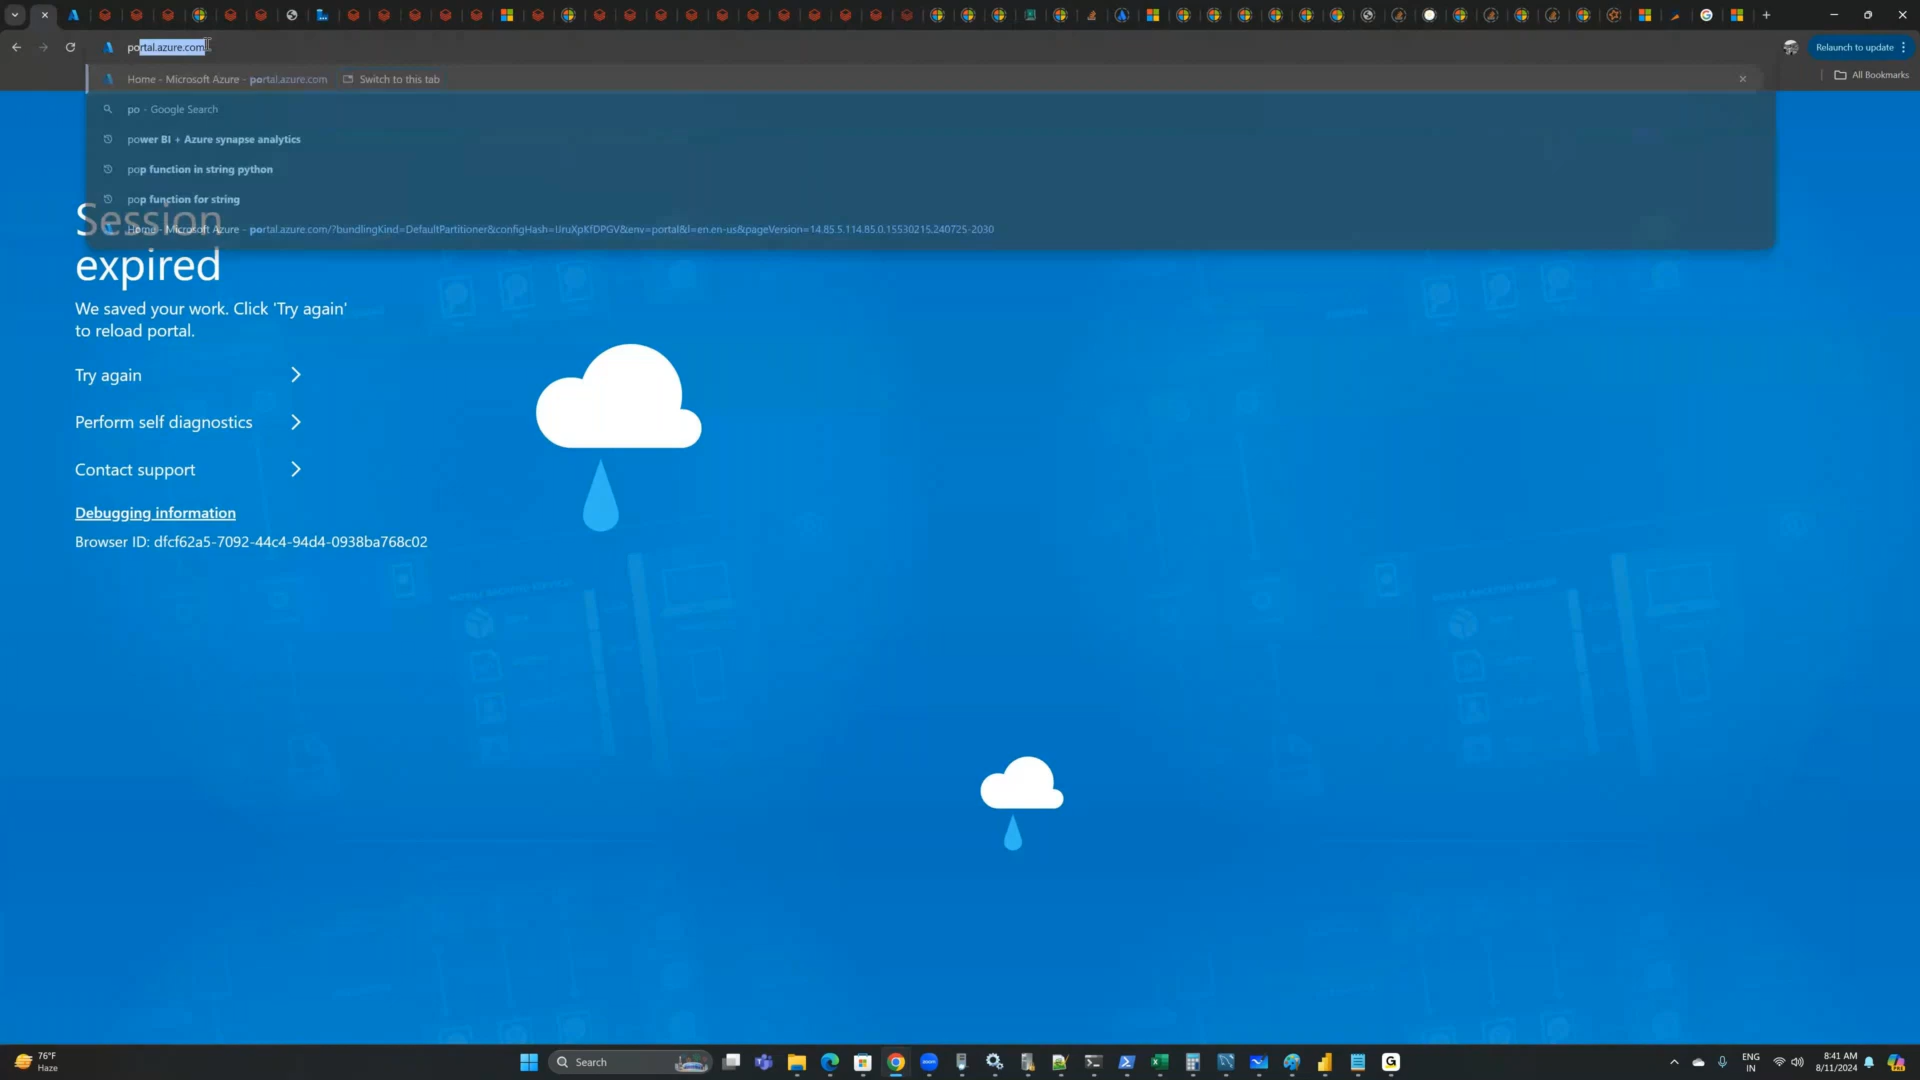 portal.azure.com
Relaunch to update
Home - Microsoft Azure - portal.azure.com Switch to this tab
All Bookmarks
po - Google Search
power BI + Azure synapse analytics
pop function in string python
pop function for string
Home - Microsoft Azure - portal.azure.com/?bundlingKind=DefaultPartitioner&configHash=UruXpKfDPGV&env=portal&l=en.en-us&pageVersion=14.85.5.114.85.0.15530215.240725-2030
Session
expired
We saved your work. Click 'Try again'
to reload portal.
Try again
Perform self diagnostics
Contact support
Debugging information
Browser ID: dfcf62a5-7092-44c4-94d4-0938ba768c02
76°F
Haze
Search
ENG
IN
8:41 AM
8/11/2024